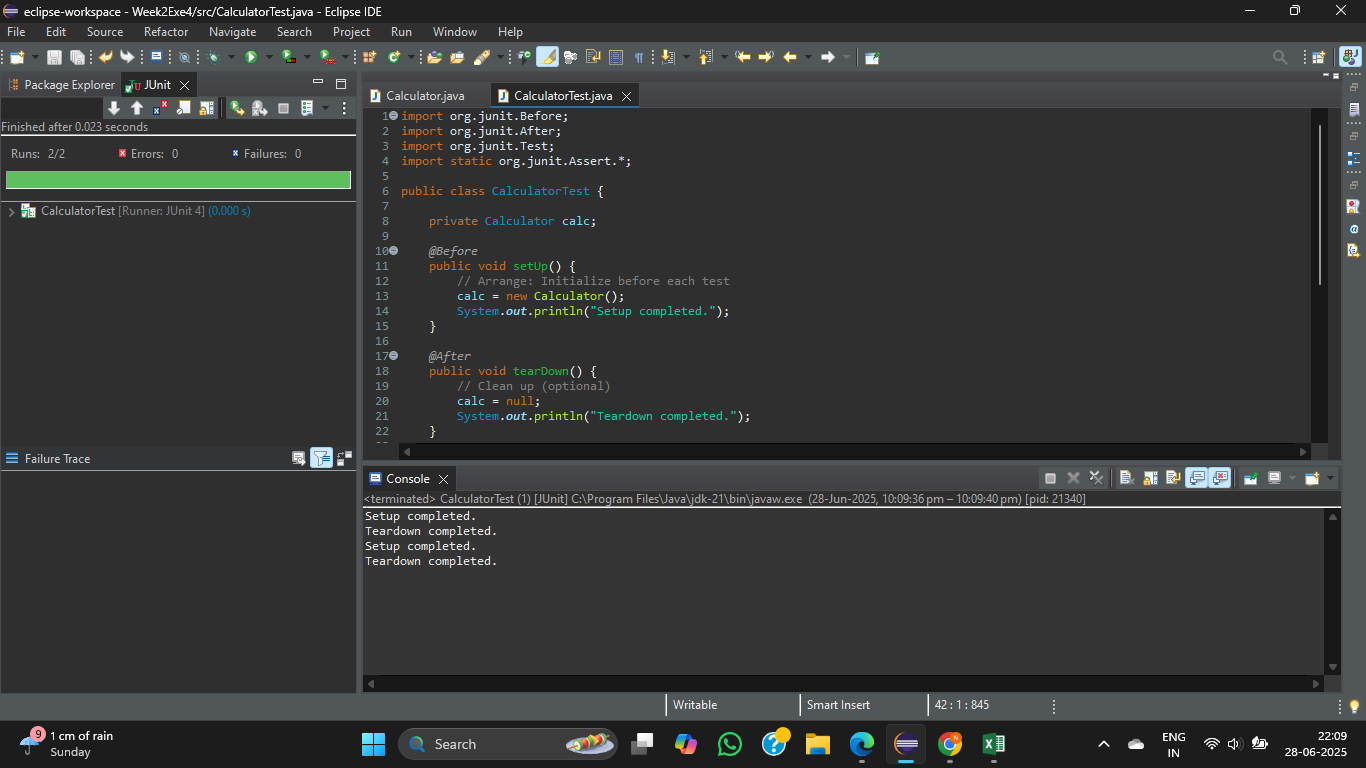 eclipse-workspace - Week2Exe4/src/CalculatorTest.java - Eclipse IDE
File Edit Source Refactor Navigate Search Project Run Window Help
Package Explorer JUnit
Finished after 0.023 seconds
Runs: 2/2 Errors: 0 Failures: 0
CalculatorTest [Runner: JUnit 4] (0.000 s)
Failure Trace
Calculator.java CalculatorTest.java
1 import org.junit.Before;
2 import org.junit.After;
3 import org.junit.Test;
4 import static org.junit.Assert.*;
5
6 public class CalculatorTest {
7
8 private Calculator calc;
9
10 @Before
11 public void setUp() {
12 // Arrange: Initialize before each test
13 calc = new Calculator();
14 System.out.println("Setup completed.");
15 }
16
17 @After
18 public void tearDown() {
19 // Clean up (optional)
20 calc = null;
21 System.out.println("Teardown completed.");
22 }
Console
<terminated> CalculatorTest (1) [JUnit] C:\Program Files\Java\jdk-21\bin\javaw.exe (28-Jun-2025, 10:09:36 pm – 10:09:40 pm) [pid: 21340]
Setup completed.
Teardown completed.
Setup completed.
Teardown completed.
Writable Smart Insert 42 : 1 : 845
9
1 cm of rain
Sunday
Search
ENG
IN
22:09
28-06-2025